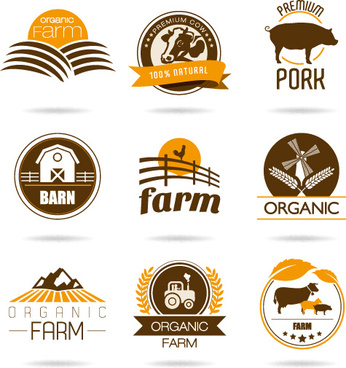 ORGANIC
Farm
PREMIUM COW
100% NATURAL
PREMIUM
PORK
BARN
farm
ORGANIC
ORGANIC
FARM
ORGANIC
FARM
FARM